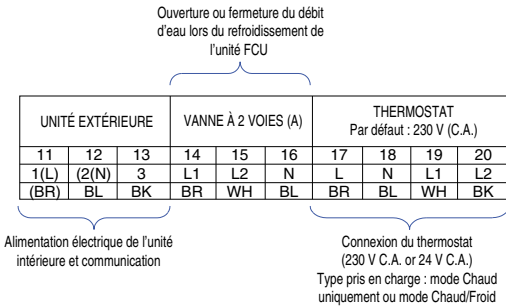 Ouverture ou fermeture du débit
d'eau lors du refroidissement de
l'unité FCU
UNITÉ EXTÉRIEURE VANNE À 2 VOIES (A) THERMOSTAT
Par défaut : 230 V (C.A.)
11 12 13 14 15 16 17 18 19 20
1(L) (2(N) 3 L1 L2 N L N L1 L2
(BR) BL BK BR WH BL BR BL WH BK
Alimentation électrique de l'unité
intérieure et communication
Connexion du thermostat
(230 V C.A. or 24 V C.A.)
Type pris en charge : mode Chaud
uniquement ou mode Chaud/Froid